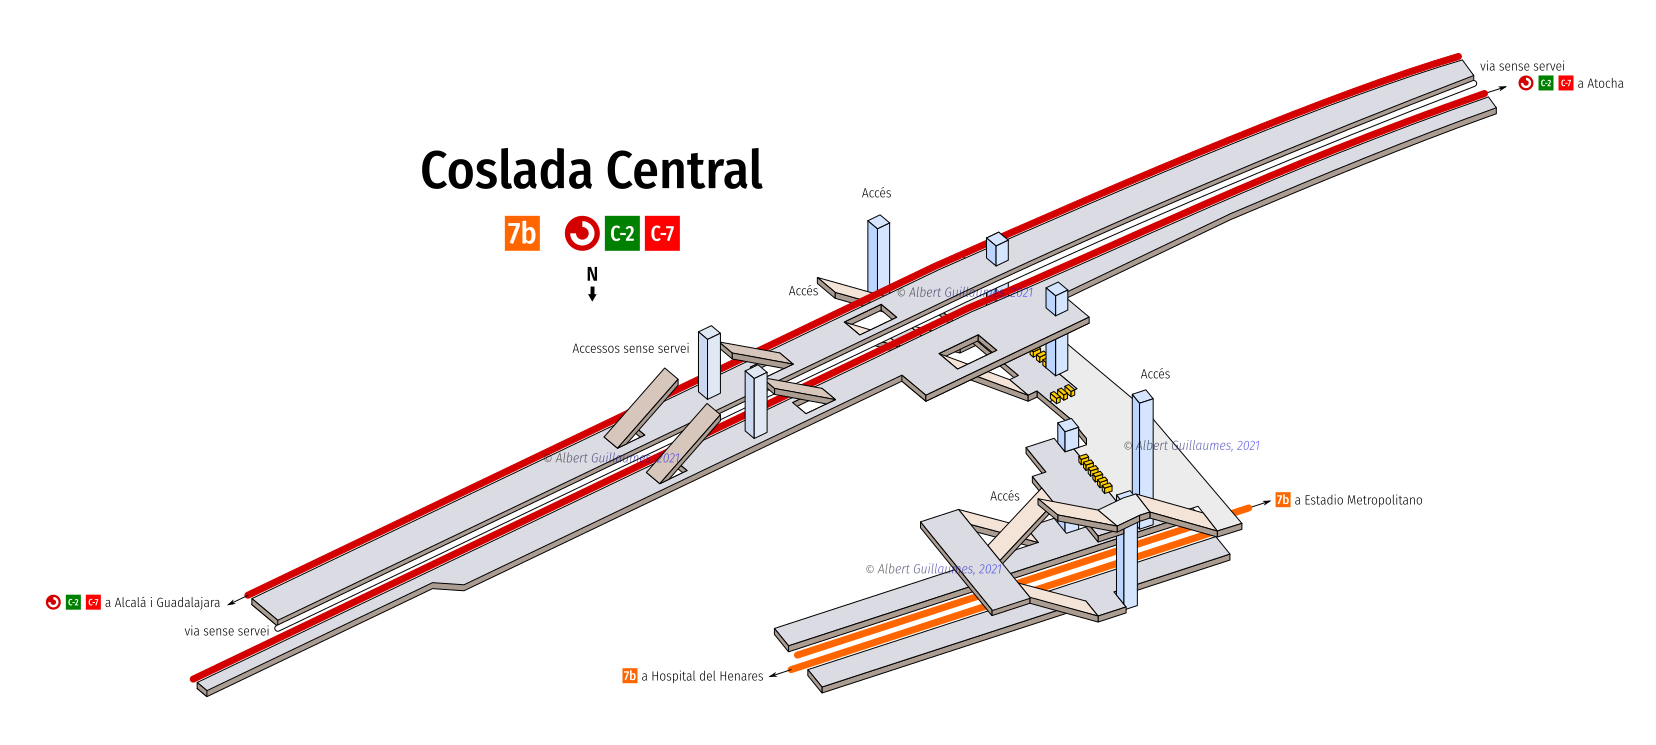 via sense servei
C-2 C-7 a Atocha
Coslada Central
7b C-2 C-7
N
Accés
Accés
© Albert Guillaumes, 2021
Accessos sense servei
Accés
© Albert Guillaumes, 2021
© Albert Guillaumes, 2021
Accés
7b a Estadio Metropolitano
© Albert Guillaumes, 2021
C-2 C-7 a Alcalá i Guadalajara
via sense servei
7b a Hospital del Henares